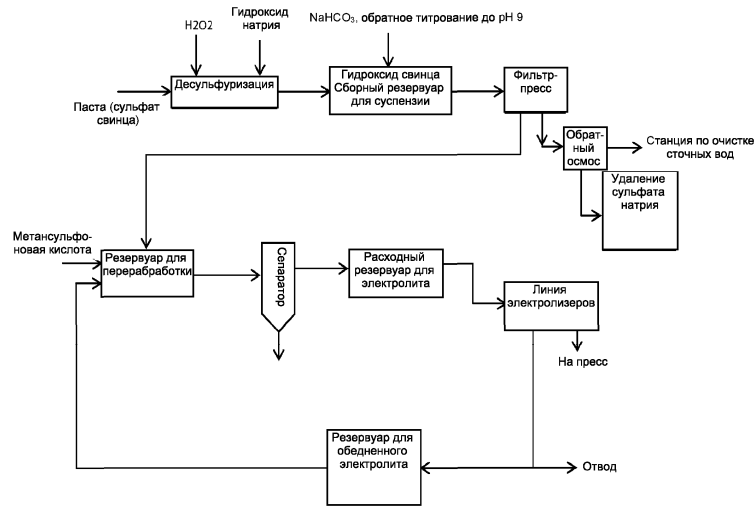 H2O2
Гидроксид
натрия
NaHCO₃, обратное титрование до pH 9
Паста (сульфат
свинца)
Десульфуризация
Гидроксид свинца
Сборный резервуар
для суспензии
Фильтр-
пресс
Обрат-
ный
осмос
Станция по очистке
сточных вод
Удаление
сульфата
натрия
Метансульфо-
новая кислота
Резервуар для
перерабработки
Сепаратор
Расходный
резервуар для
электролита
Линия
электролизеров
На пресс
Резервуар для
обедненного
электролита
Отвод